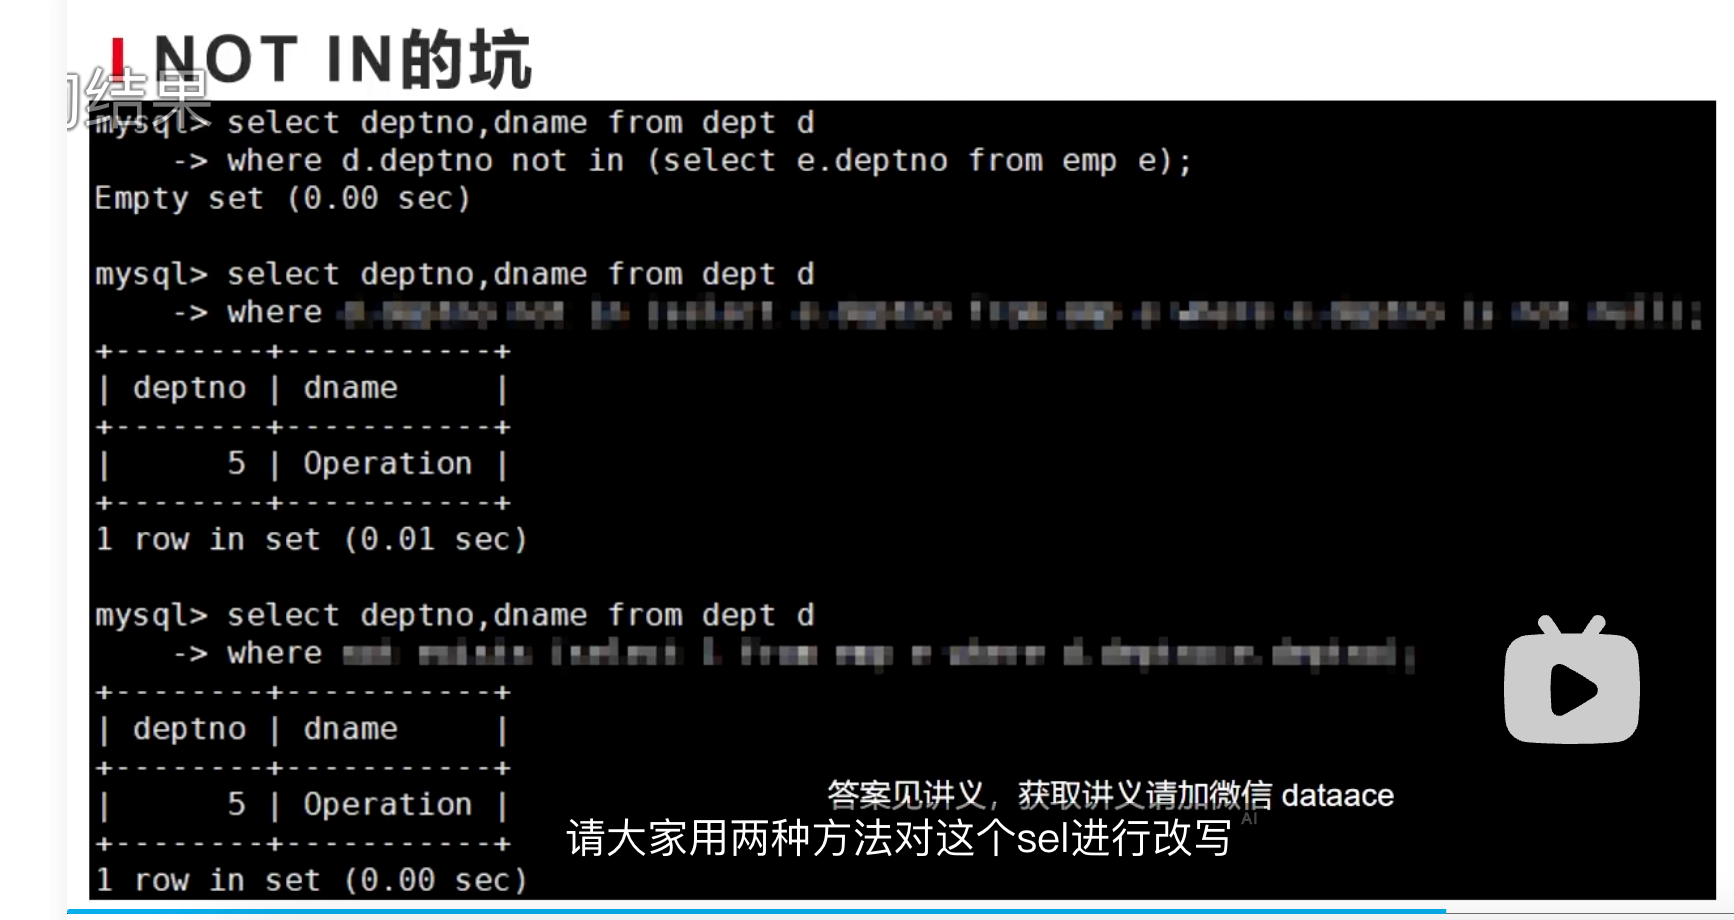 NOT IN的坑
结果
mysql> select deptno,dname from dept d
-> where d.deptno not in (select e.deptno from emp e);
Empty set (0.00 sec)
mysql> select deptno,dname from dept d
-> where
+--------+-----------+
| deptno | dname     |
+--------+-----------+
|      5 | Operation |
+--------+-----------+
1 row in set (0.01 sec)
mysql> select deptno,dname from dept d
-> where
+--------+-----------+
| deptno | dname     |
+--------+-----------+
|      5 | Operation |
+--------+-----------+
1 row in set (0.00 sec)
答案见讲义，获取讲义请加微信 dataace
AI
请大家用两种方法对这个sel进行改写